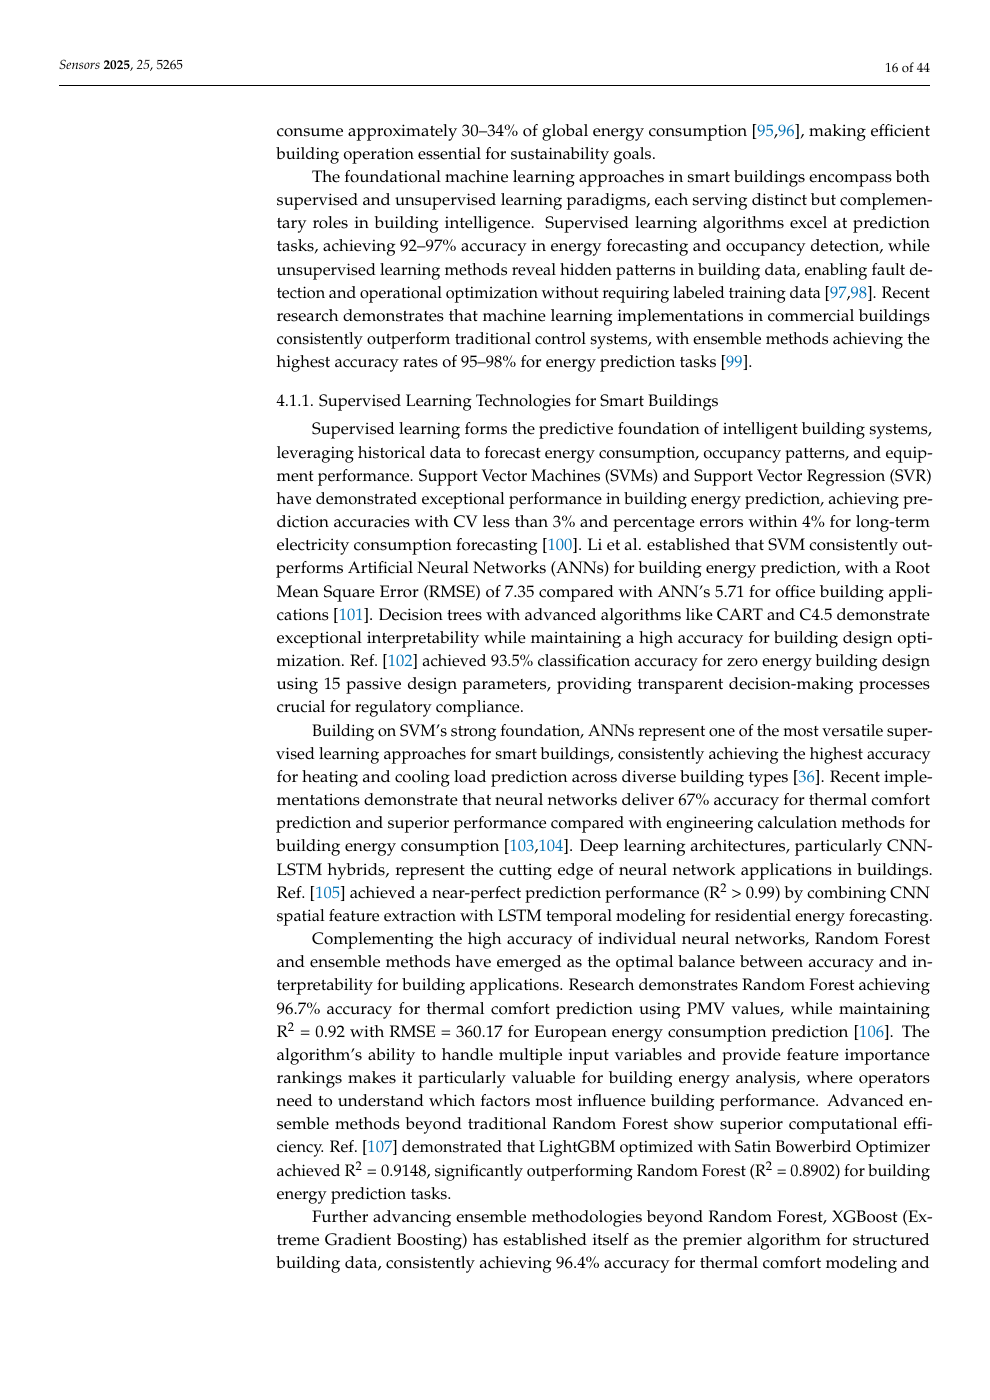 Sensors 2025, 25, 5265
16 of 44
consume approximately 30–34% of global energy consumption [95,96], making efficient
building operation essential for sustainability goals.
The foundational machine learning approaches in smart buildings encompass both
supervised and unsupervised learning paradigms, each serving distinct but complemen-
tary roles in building intelligence. Supervised learning algorithms excel at prediction
tasks, achieving 92–97% accuracy in energy forecasting and occupancy detection, while
unsupervised learning methods reveal hidden patterns in building data, enabling fault de-
tection and operational optimization without requiring labeled training data [97,98]. Recent
research demonstrates that machine learning implementations in commercial buildings
consistently outperform traditional control systems, with ensemble methods achieving the
highest accuracy rates of 95–98% for energy prediction tasks [99].
4.1.1. Supervised Learning Technologies for Smart Buildings
Supervised learning forms the predictive foundation of intelligent building systems,
leveraging historical data to forecast energy consumption, occupancy patterns, and equip-
ment performance. Support Vector Machines (SVMs) and Support Vector Regression (SVR)
have demonstrated exceptional performance in building energy prediction, achieving pre-
diction accuracies with CV less than 3% and percentage errors within 4% for long-term
electricity consumption forecasting [100]. Li et al. established that SVM consistently out-
performs Artificial Neural Networks (ANNs) for building energy prediction, with a Root
Mean Square Error (RMSE) of 7.35 compared with ANN's 5.71 for office building appli-
cations [101]. Decision trees with advanced algorithms like CART and C4.5 demonstrate
exceptional interpretability while maintaining a high accuracy for building design opti-
mization. Ref. [102] achieved 93.5% classification accuracy for zero energy building design
using 15 passive design parameters, providing transparent decision-making processes
crucial for regulatory compliance.
Building on SVM's strong foundation, ANNs represent one of the most versatile super-
vised learning approaches for smart buildings, consistently achieving the highest accuracy
for heating and cooling load prediction across diverse building types [36]. Recent imple-
mentations demonstrate that neural networks deliver 67% accuracy for thermal comfort
prediction and superior performance compared with engineering calculation methods for
building energy consumption [103,104]. Deep learning architectures, particularly CNN-
LSTM hybrids, represent the cutting edge of neural network applications in buildings.
Ref. [105] achieved a near-perfect prediction performance (R² > 0.99) by combining CNN
spatial feature extraction with LSTM temporal modeling for residential energy forecasting.
Complementing the high accuracy of individual neural networks, Random Forest
and ensemble methods have emerged as the optimal balance between accuracy and in-
terpretability for building applications. Research demonstrates Random Forest achieving
96.7% accuracy for thermal comfort prediction using PMV values, while maintaining
R² = 0.92 with RMSE = 360.17 for European energy consumption prediction [106]. The
algorithm's ability to handle multiple input variables and provide feature importance
rankings makes it particularly valuable for building energy analysis, where operators
need to understand which factors most influence building performance. Advanced en-
semble methods beyond traditional Random Forest show superior computational effi-
ciency. Ref. [107] demonstrated that LightGBM optimized with Satin Bowerbird Optimizer
achieved R² = 0.9148, significantly outperforming Random Forest (R² = 0.8902) for building
energy prediction tasks.
Further advancing ensemble methodologies beyond Random Forest, XGBoost (Ex-
treme Gradient Boosting) has established itself as the premier algorithm for structured
building data, consistently achieving 96.4% accuracy for thermal comfort modeling and